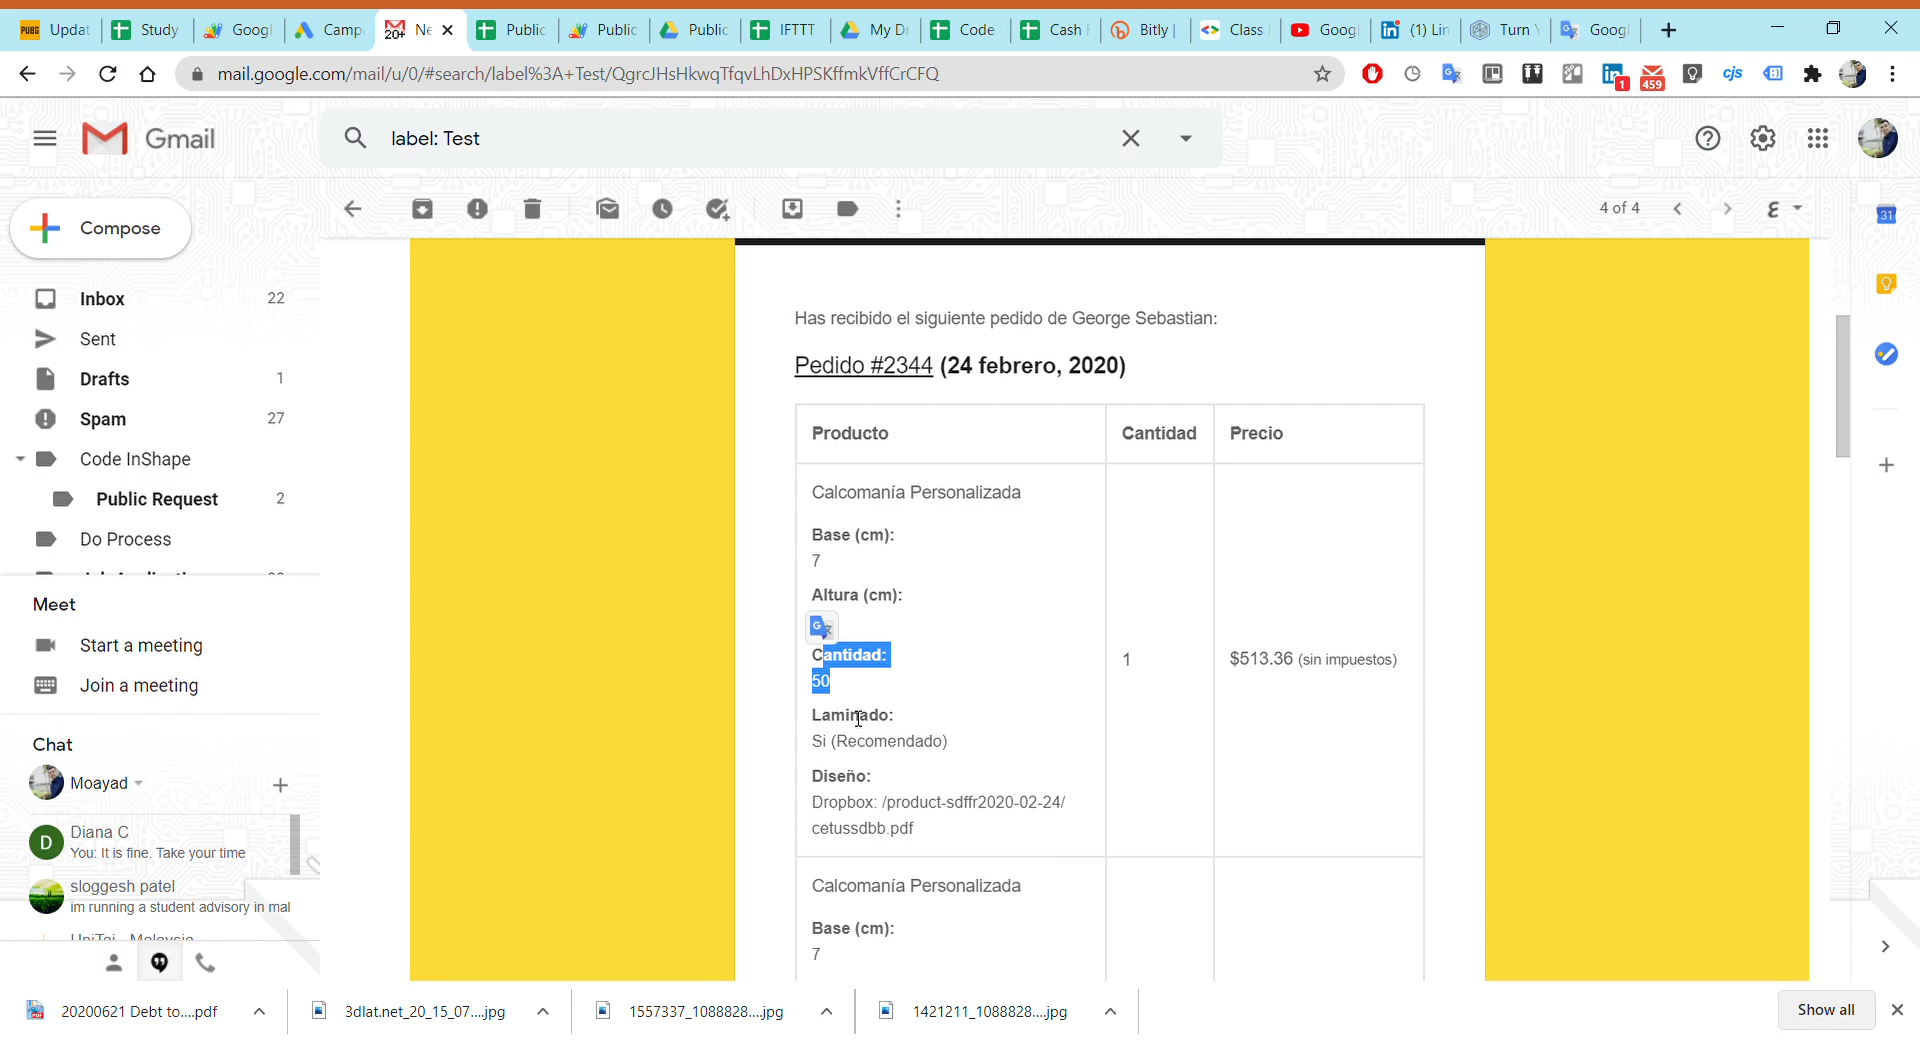 PUBG Updat
Study
Googl
Camp
20+ Ne
Public
Public
Public
IFTTT
My Dr
Code
Cash
Bitly |
Class
Googl
(1) Lin
Turn
Googl
mail.google.com/mail/u/0/#search/label%3A+Test/QgrcJHsHkwqTfqvLhDxHPSKffmkVffCrCFQ
1
459
cjs
Gmail
label: Test
Compose
4 of 4
31
Inbox 22
Sent
Drafts 1
Spam 27
Code InShape
Public Request 2
Do Process
Meet
Start a meeting
Join a meeting
Chat
Moayad
D
Diana C
You: It is fine. Take your time
sloggesh patel
im running a student advisory in mal
Has recibido el siguiente pedido de George Sebastian:
Pedido #2344 (24 febrero, 2020)
Producto Cantidad Precio
Calcomanía Personalizada
Base (cm):
7
Altura (cm):
Cantidad:
50
1
$513.36 (sin impuestos)
Laminado:
Si (Recomendado)
Diseño:
Dropbox: /product-sdffr2020-02-24/
cetussdbb.pdf
Calcomanía Personalizada
Base (cm):
7
20200621 Debt to....pdf
3dlat.net_20_15_07....jpg
1557337_1088828....jpg
1421211_1088828....jpg
Show all